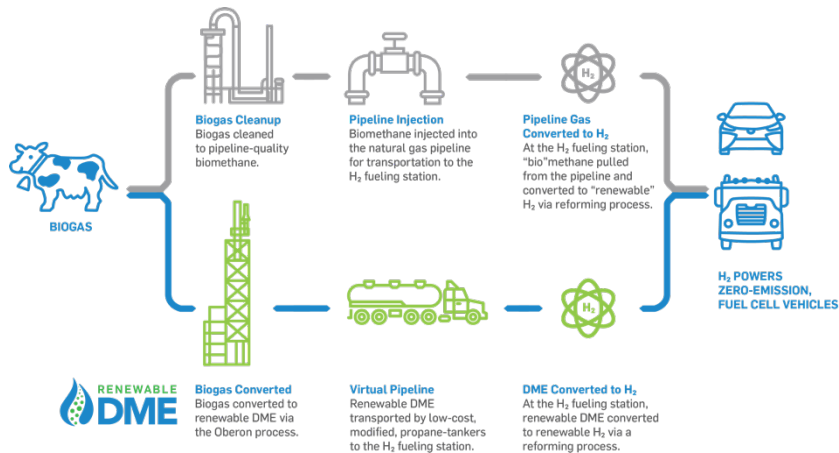 BIOGAS
Biogas Cleanup
Biogas cleaned
to pipeline-quality
biomethane.
Pipeline Injection
Biomethane injected into
the natural gas pipeline
for transportation to the
H₂ fueling station.
H₂
Pipeline Gas
Converted to H₂
At the H₂ fueling station,
“bio”methane pulled
from the pipeline and
converted to “renewable”
H₂ via reforming process.
RENEWABLE
DME
Biogas Converted
Biogas converted to
renewable DME via
the Oberon process.
Virtual Pipeline
Renewable DME
transported by low-cost,
modified, propane-tankers
to the H₂ fueling station.
H₂
DME Converted to H₂
At the H₂ fueling station,
renewable DME converted
to renewable H₂ via a
reforming process.
H₂ POWERS
ZERO-EMISSION,
FUEL CELL VEHICLES